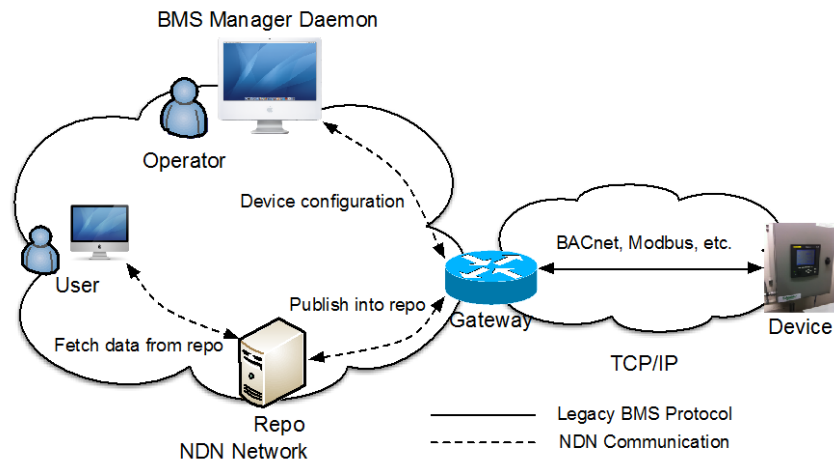 BMS Manager Daemon
Operator
Device configuration
User
BACnet, Modbus, etc.
Publish into repo
Gateway
Device
Fetch data from repo
TCP/IP
Repo
NDN Network
Legacy BMS Protocol
NDN Communication